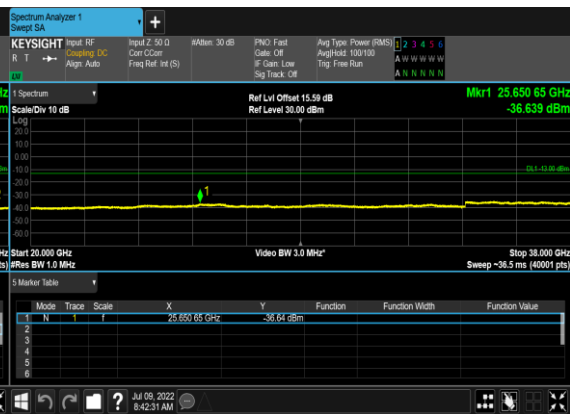 Spectrum Analyzer 1
Swept SA
+
KEYSIGHT
R T
LV
Input: RF
Coupling: DC
Align: Auto
Input Z: 50 Ω
Corr CCorr
Freq Ref: Int (S)
#Atten: 30 dB
PNO: Fast
Gate: Off
IF Gain: Low
Sig Track: Off
Avg Type: Power (RMS)
Avg|Hold: 100/100
Trig: Free Run
1 2 3 4 5 6
A W W W W W
A N N N N N
1 Spectrum
Scale/Div 10 dB
Ref Lvl Offset 15.59 dB
Ref Level 30.00 dBm
Mkr1 25.650 65 GHz
-36.639 dBm
Log
20.0
10.0
0.00
-10.0
-20.0
-30.0
-40.0
-50.0
-60.0
DL1 -13.00 dBm
1
Start 20.000 GHz
#Res BW 1.0 MHz
Video BW 3.0 MHz*
Stop 38.000 GHz
Sweep ~36.5 ms (40001 pts)
5 Marker Table
Mode Trace Scale X Y Function Function Width Function Value
1 N 1 f 25.650 65 GHz -36.64 dBm
2
3
4
5
6
?
Jul 09, 2022
8:42:31 AM